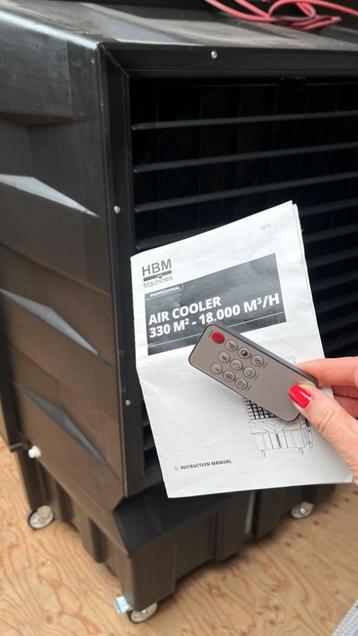 HBM
Machines
PROFESSIONAL
AIR COOLER
330 M² - 18.000 M³/H
INSTRUCTION MANUAL